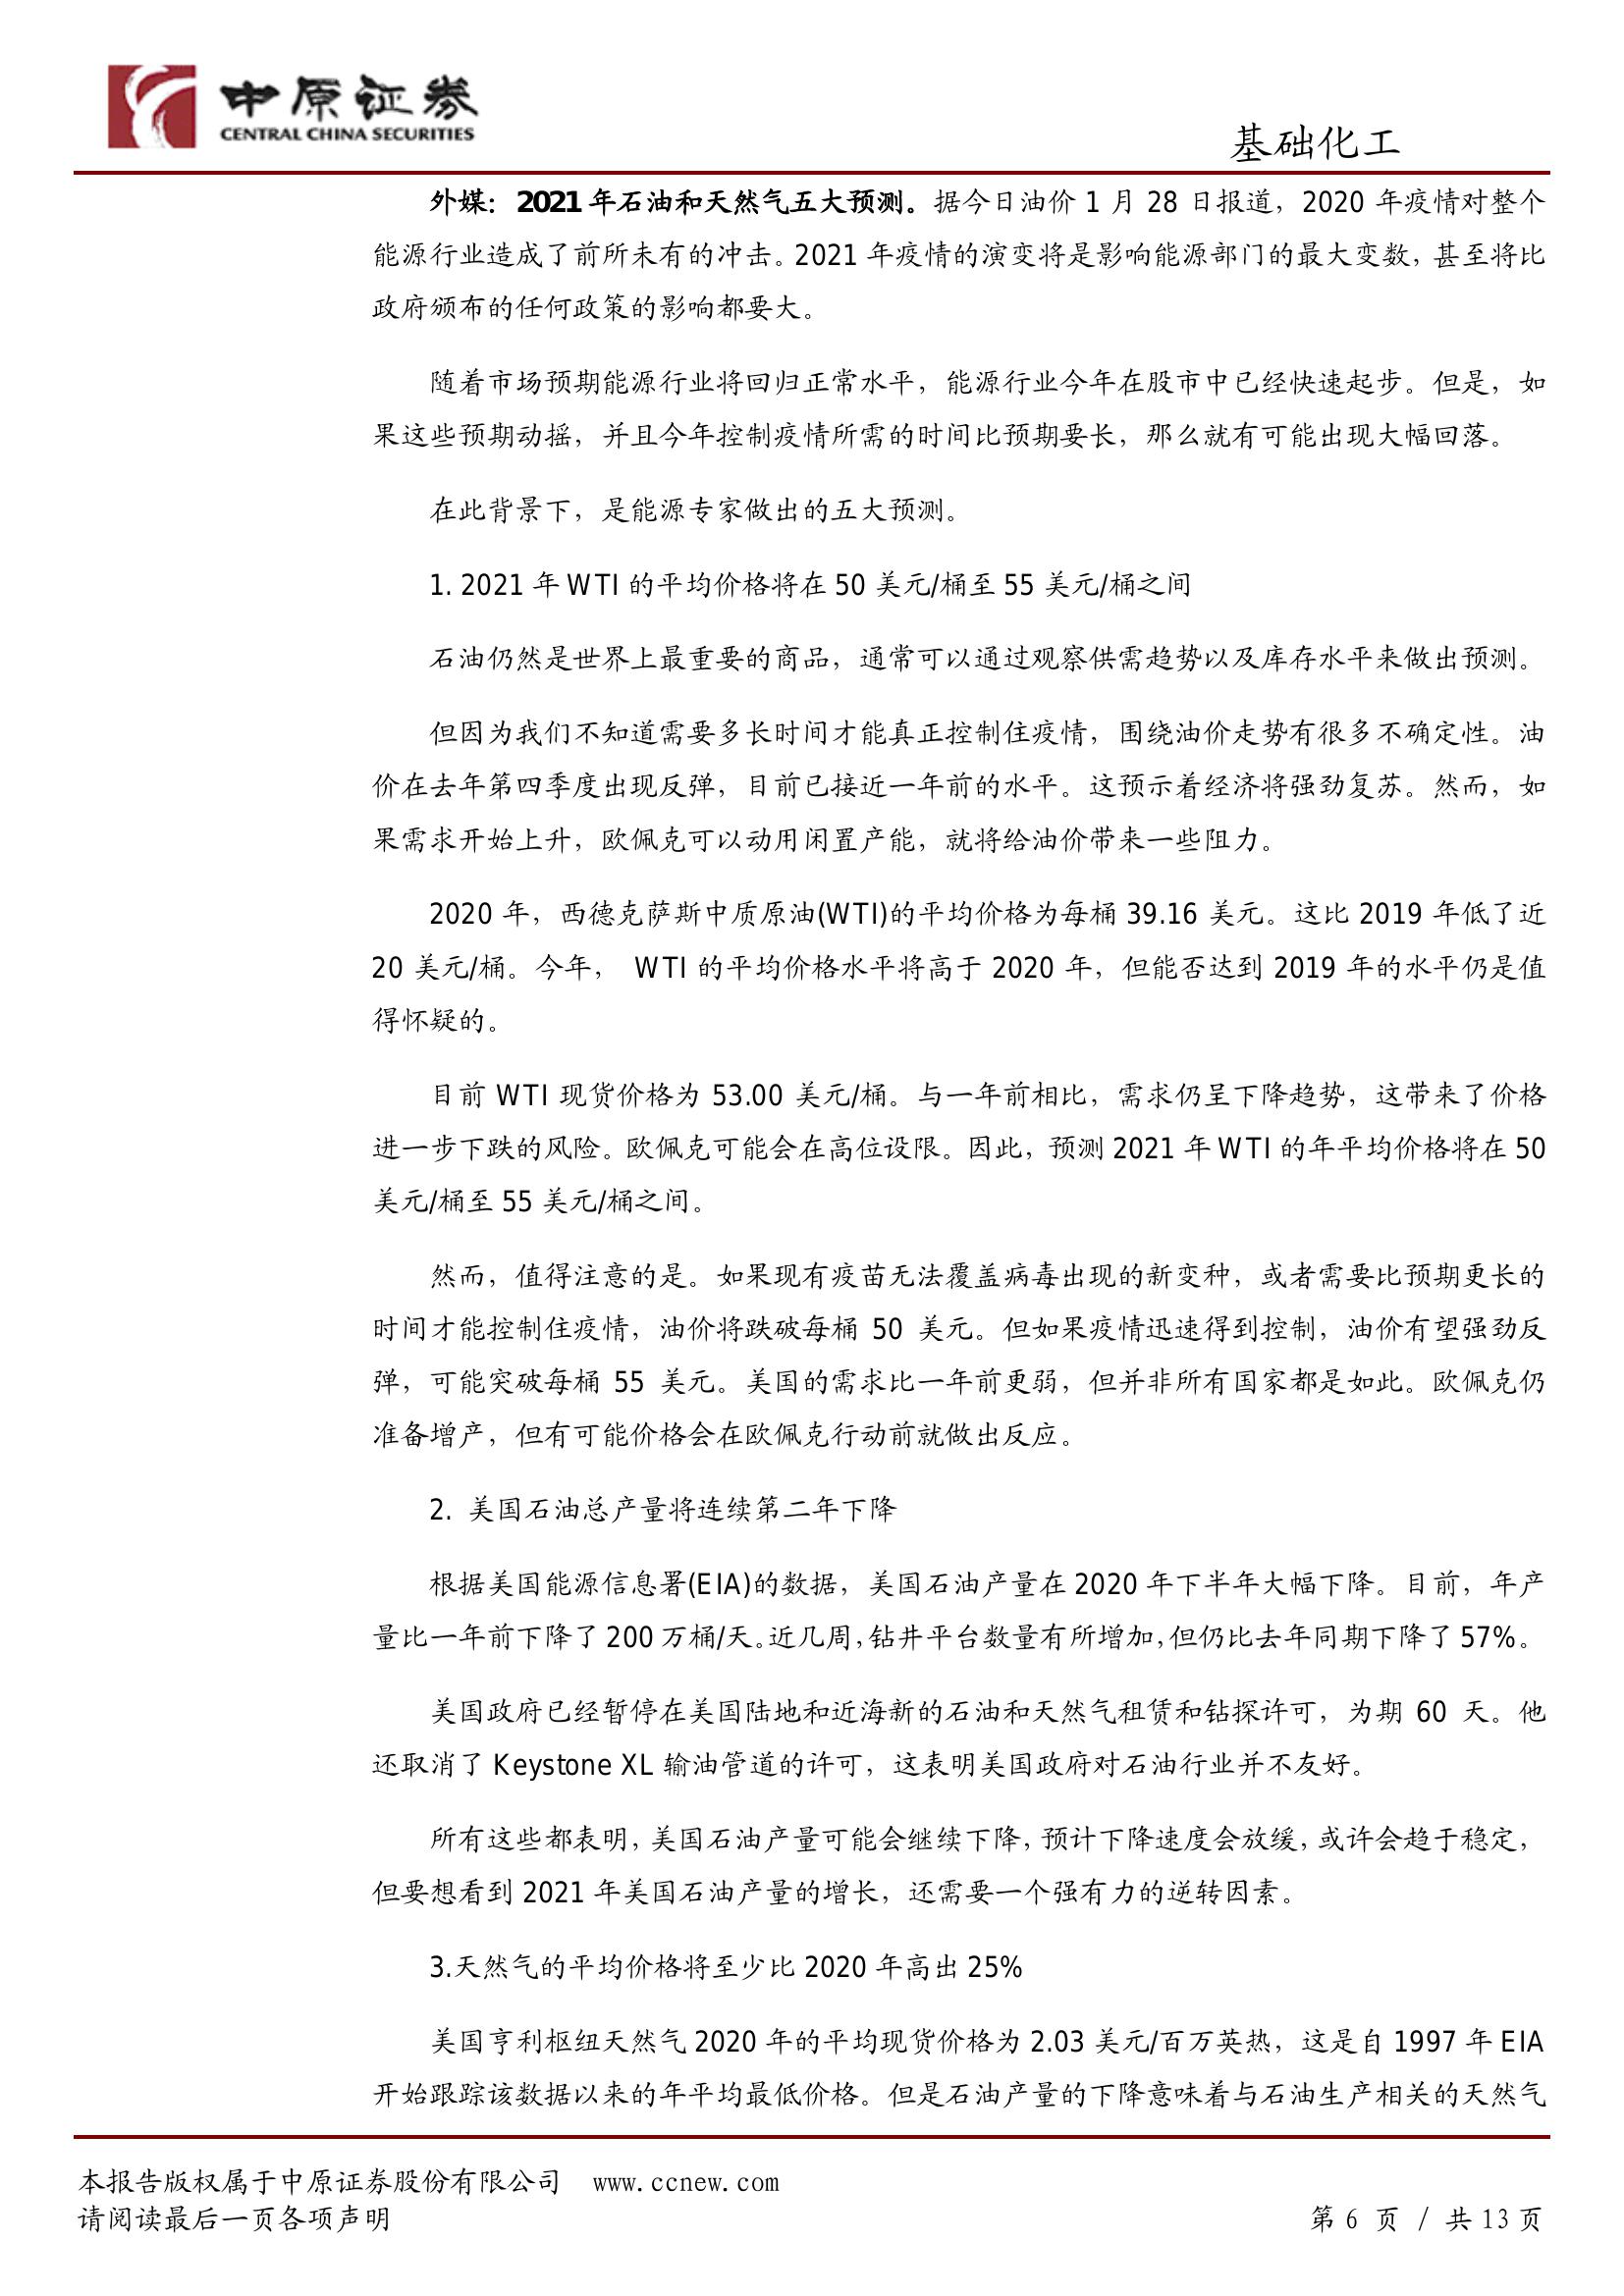 中原证券
CENTRAL CHINA SECURITIES
基础化工
外媒：2021 年石油和天然气五大预测。据今日油价 1 月 28 日报道，2020 年疫情对整个
能源行业造成了前所未有的冲击。2021 年疫情的演变将是影响能源部门的最大变数，甚至将比
政府颁布的任何政策的影响都要大。
随着市场预期能源行业将回归正常水平，能源行业今年在股市中已经快速起步。但是，如
果这些预期动摇，并且今年控制疫情所需的时间比预期要长，那么就有可能出现大幅回落。
在此背景下，是能源专家做出的五大预测。
1. 2021 年 WTI 的平均价格将在 50 美元/桶至 55 美元/桶之间
石油仍然是世界上最重要的商品，通常可以通过观察供需趋势以及库存水平来做出预测。
但因为我们不知道需要多长时间才能真正控制住疫情，围绕油价走势有很多不确定性。油
价在去年第四季度出现反弹，目前已接近一年前的水平。这预示着经济将强劲复苏。然而，如
果需求开始上升，欧佩克可以动用闲置产能，就将给油价带来一些阻力。
2020 年，西德克萨斯中质原油(WTI)的平均价格为每桶 39.16 美元。这比 2019 年低了近
20 美元/桶。今年， WTI 的平均价格水平将高于 2020 年，但能否达到 2019 年的水平仍是值
得怀疑的。
目前 WTI 现货价格为 53.00 美元/桶。与一年前相比，需求仍呈下降趋势，这带来了价格
进一步下跌的风险。欧佩克可能会在高位设限。因此，预测 2021 年 WTI 的年平均价格将在 50
美元/桶至 55 美元/桶之间。
然而，值得注意的是。如果现有疫苗无法覆盖病毒出现的新变种，或者需要比预期更长的
时间才能控制住疫情，油价将跌破每桶 50 美元。但如果疫情迅速得到控制，油价有望强劲反
弹，可能突破每桶 55 美元。美国的需求比一年前更弱，但并非所有国家都是如此。欧佩克仍
准备增产，但有可能价格会在欧佩克行动前就做出反应。
2. 美国石油总产量将连续第二年下降
根据美国能源信息署(EIA)的数据，美国石油产量在 2020 年下半年大幅下降。目前，年产
量比一年前下降了 200 万桶/天。近几周，钻井平台数量有所增加，但仍比去年同期下降了 57%。
美国政府已经暂停在美国陆地和近海新的石油和天然气租赁和钻探许可，为期 60 天。他
还取消了 Keystone XL 输油管道的许可，这表明美国政府对石油行业并不友好。
所有这些都表明，美国石油产量可能会继续下降，预计下降速度会放缓，或许会趋于稳定，
但要想看到 2021 年美国石油产量的增长，还需要一个强有力的逆转因素。
3.天然气的平均价格将至少比 2020 年高出 25%
美国亨利枢纽天然气 2020 年的平均现货价格为 2.03 美元/百万英热，这是自 1997 年 EIA
开始跟踪该数据以来的年平均最低价格。但是石油产量的下降意味着与石油生产相关的天然气
本报告版权属于中原证券股份有限公司 www.ccnew.com
请阅读最后一页各项声明
第 6 页 / 共 13 页